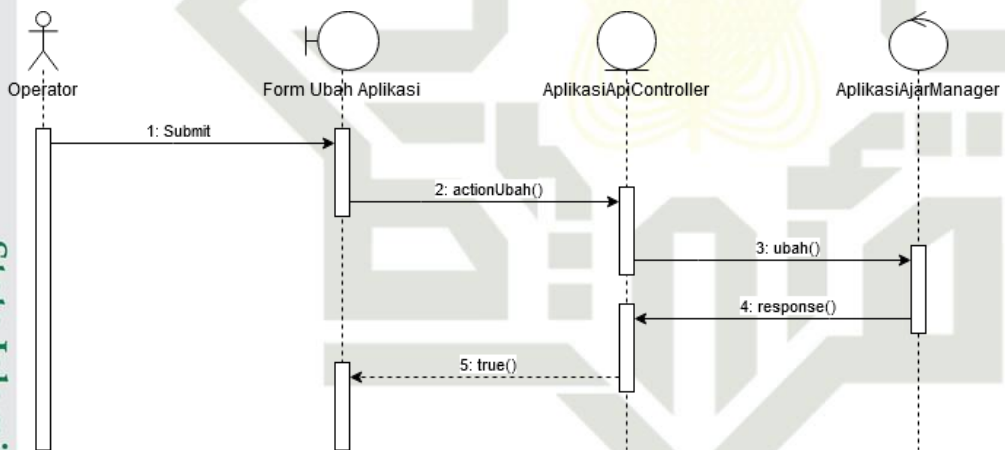 Operator
Form Ubah Aplikasi
AplikasiApiController
AplikasiAjarManager
1: Submit
2: actionUbah()
3: ubah()
4: response()
5: true()